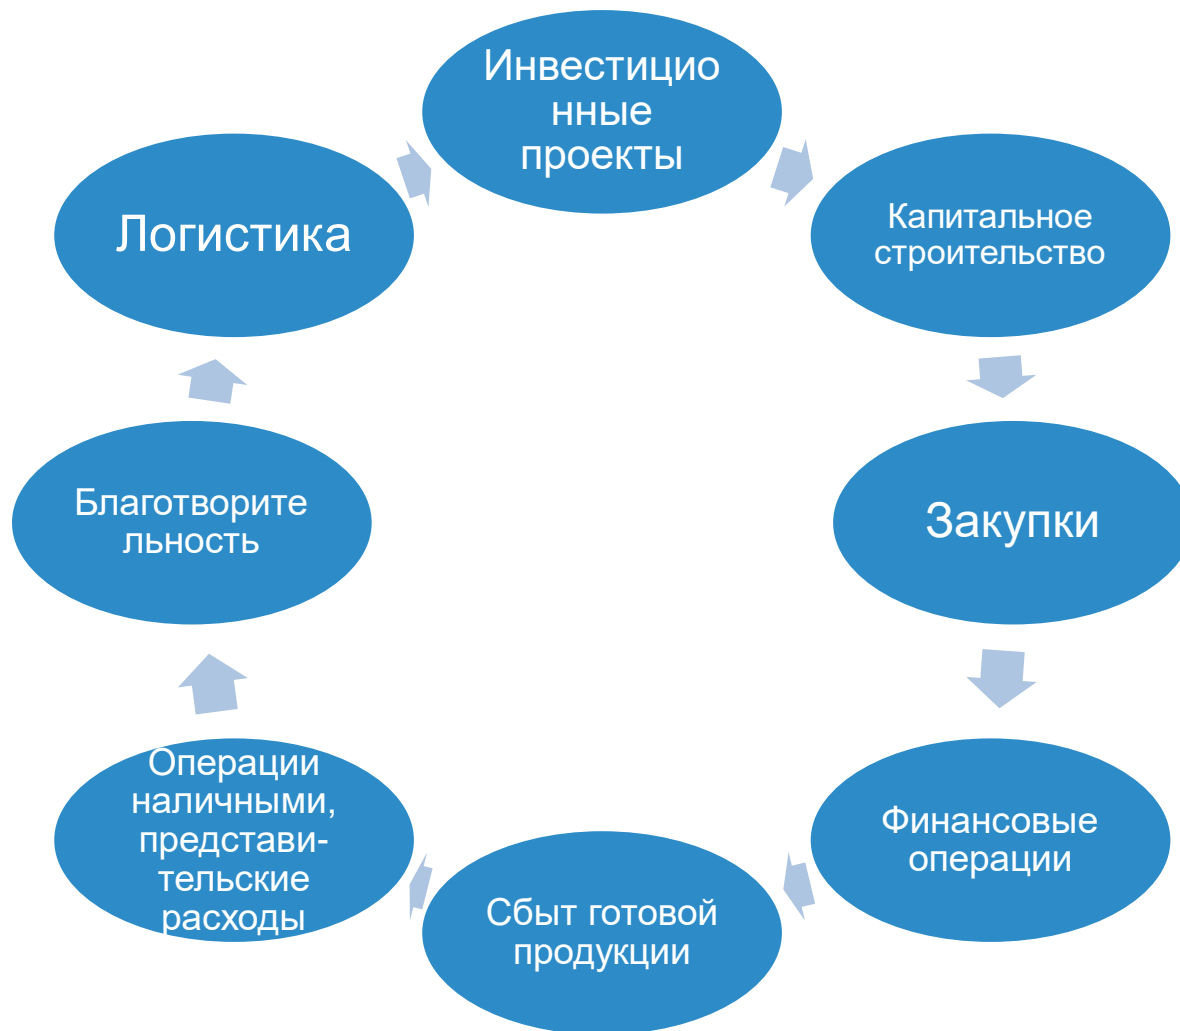 Инвестицио
нные
проекты
Капитальное
строительство
Закупки
Финансовые
операции
Сбыт готовой
продукции
Операции
наличными,
представи-
тельские
расходы
Благотворите
льность
Логистика